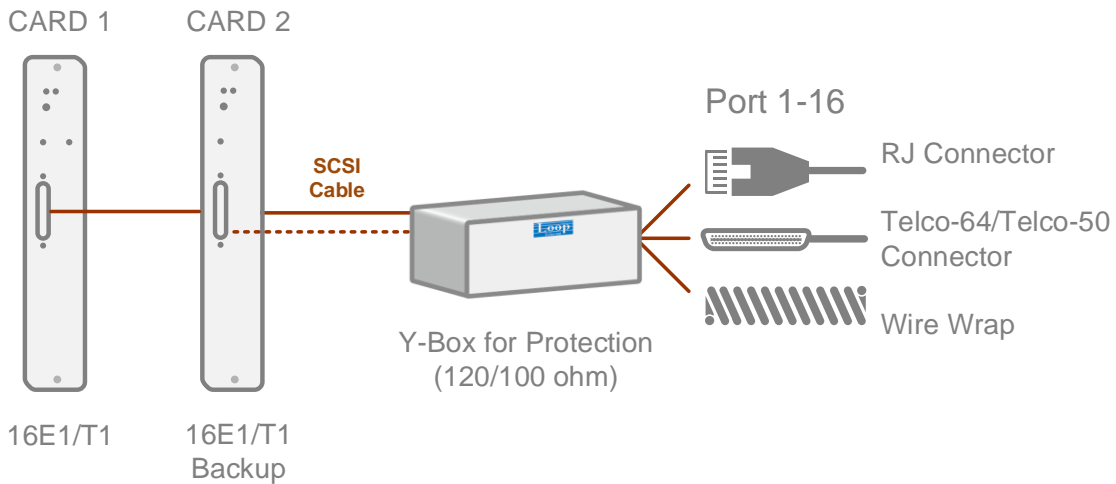 CARD 1
CARD 2
Port 1-16
RJ Connector
SCSI
Cable
Loop
Telco-64/Telco-50
Connector
Wire Wrap
Y-Box for Protection
(120/100 ohm)
16E1/T1
16E1/T1
Backup